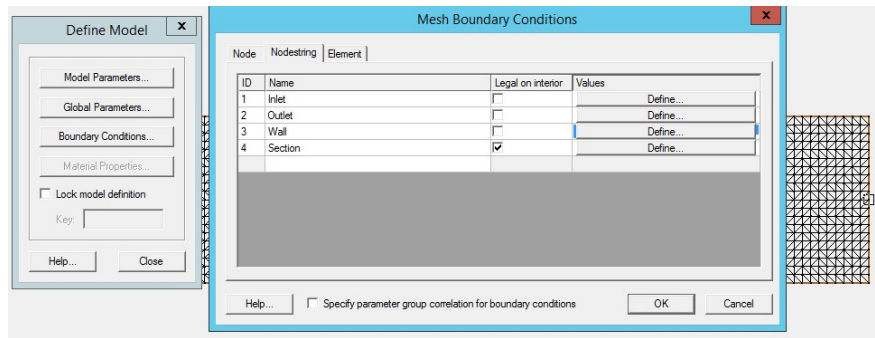 Define Model
x
Model Parameters...
Global Parameters...
Boundary Conditions...
Material Properties...
Lock model definition
Key:
Help...
Close
Mesh Boundary Conditions
x
Node
Nodestring
Element
ID
Name
Legal on interior
Values
1
Inlet
Define...
2
Outlet
Define...
3
Wall
Define...
4
Section
Define...
Help...
Specify parameter group correlation for boundary conditions
OK
Cancel